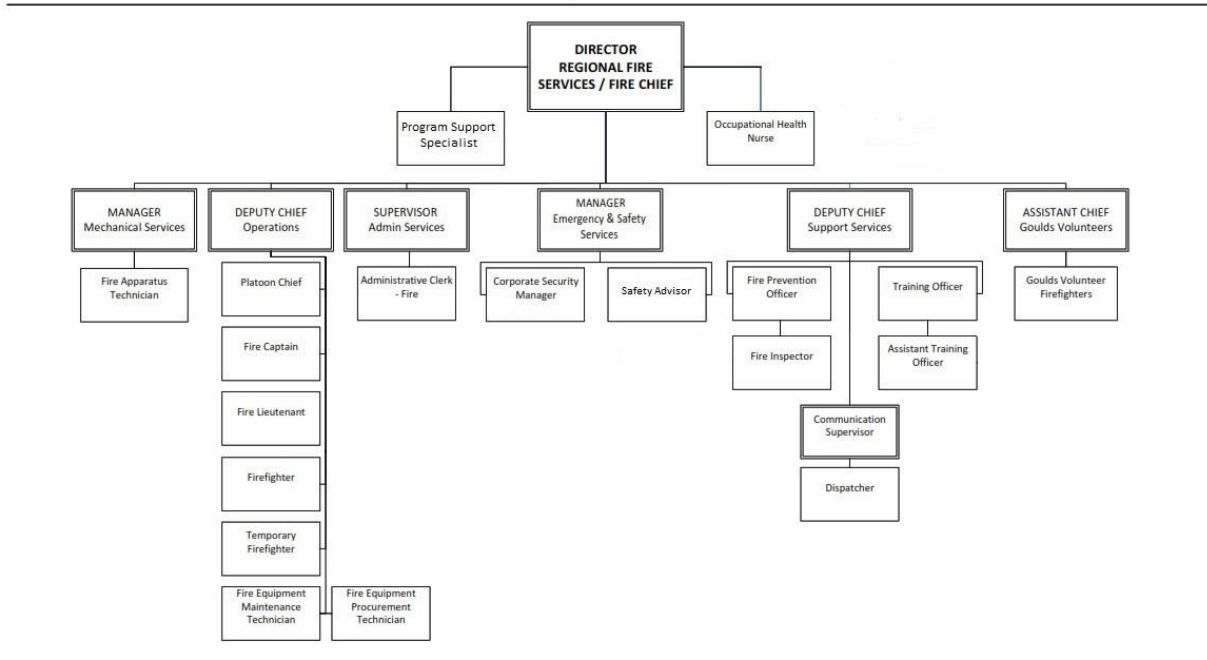 DIRECTOR
REGIONAL FIRE
SERVICES / FIRE CHIEF
Program Support
Specialist
Occupational Health
Nurse
MANAGER
Mechanical Services
DEPUTY CHIEF
Operations
SUPERVISOR
Admin Services
MANAGER
Emergency & Safety
Services
DEPUTY CHIEF
Support Services
ASSISTANT CHIEF
Goulds Volunteers
Fire Apparatus
Technician
Platoon Chief
Administrative Clerk
- Fire
Corporate Security
Manager
Safety Advisor
Fire Prevention
Officer
Training Officer
Goulds Volunteer
Firefighters
Fire Captain
Fire Inspector
Assistant Training
Officer
Fire Lieutenant
Communication
Supervisor
Firefighter
Dispatcher
Temporary
Firefighter
Fire Equipment
Maintenance
Technician
Fire Equipment
Procurement
Technician